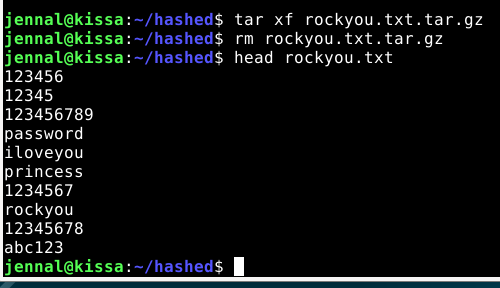 jennal@kissa:~/hashed$ tar xf rockyou.txt.tar.gz
jennal@kissa:~/hashed$ rm rockyou.txt.tar.gz
jennal@kissa:~/hashed$ head rockyou.txt
123456
12345
123456789
password
iloveyou
princess
1234567
rockyou
12345678
abc123
jennal@kissa:~/hashed$